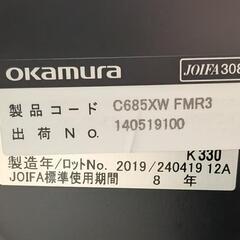 okamura JOIFA308
製品コード C685XW FMR3
出荷No. 140519100
K330
製造年/ロットNo. 2019/240419 12A
JOIFA標準使用期間 8 年